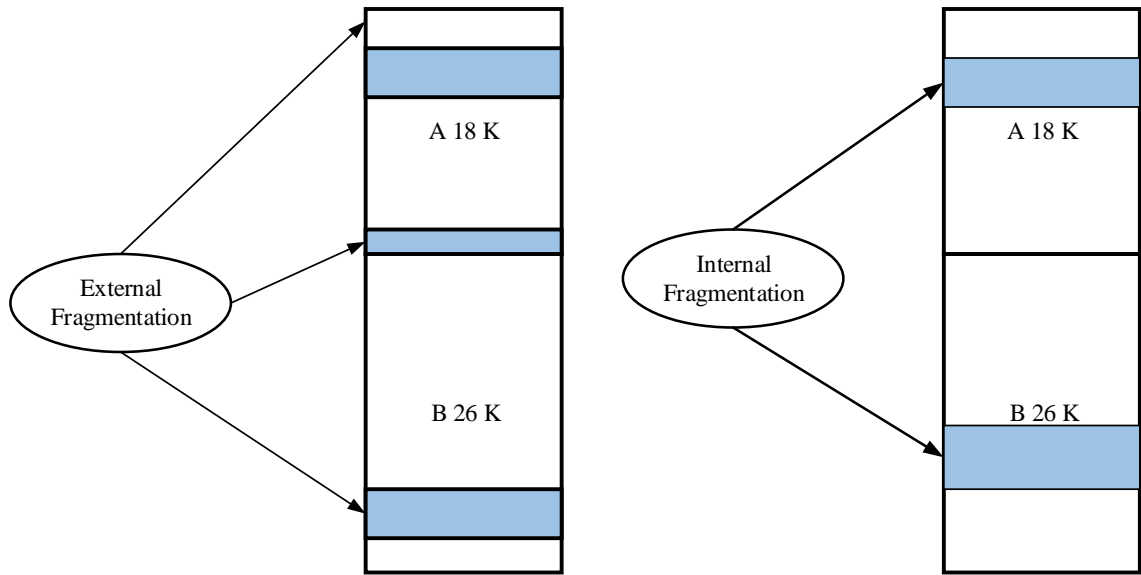 A 18 K
External
Fragmentation
B 26 K
A 18 K
Internal
Fragmentation
B 26 K